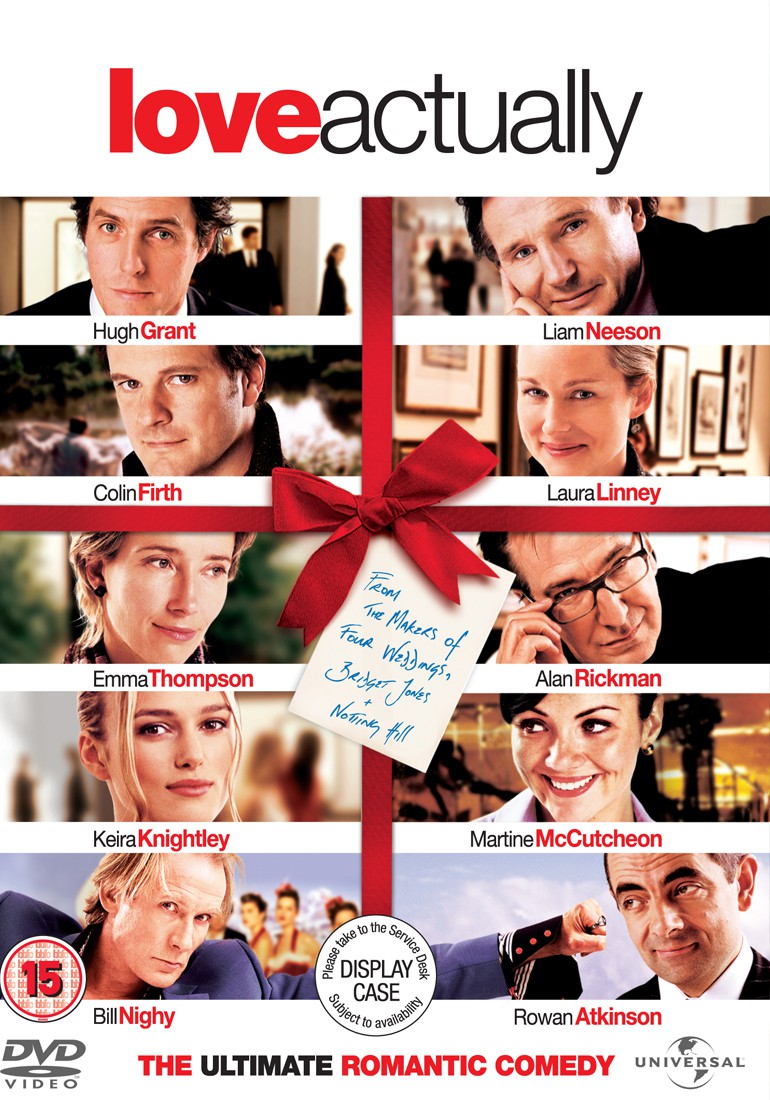 loveactually
Hugh Grant
Liam Neeson
Colin Firth
Laura Linney
From
The Makers of
Four Weddings,
Bridget Jones
+
Notting Hill
Emma Thompson
Alan Rickman
Keira Knightley
Martine McCutcheon
Bill Nighy
Rowan Atkinson
15
Please take to the Service Desk
DISPLAY
CASE
Subject to availability
DVD
VIDEO
THE ULTIMATE ROMANTIC COMEDY
UNIVERSAL